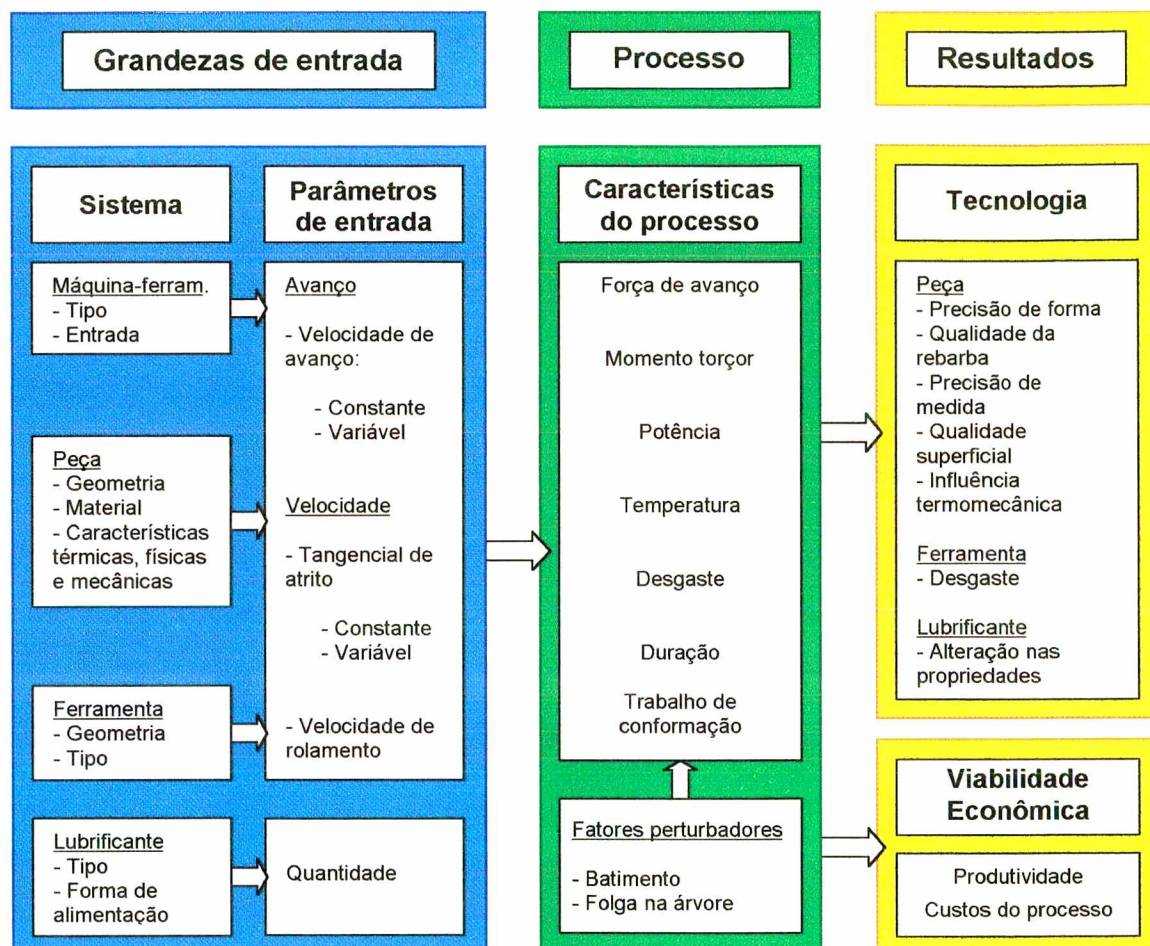 Grandezas de entrada
Processo
Resultados
Sistema
Parâmetros
de entrada
Máquina-ferram.
- Tipo
- Entrada
Peça
- Geometria
- Material
- Características
térmicas, físicas
e mecânicas
Ferramenta
- Geometria
- Tipo
Lubrificante
- Tipo
- Forma de
alimentação
Avanço
- Velocidade de
avanço:
- Constante
- Variável
Velocidade
- Tangencial de
atrito
- Constante
- Variável
- Velocidade de
rolamento
Quantidade
Características
do processo
Força de avanço
Momento torçor
Potência
Temperatura
Desgaste
Duração
Trabalho de
conformação
Fatores perturbadores
- Batimento
- Folga na árvore
Tecnologia
Peça
- Precisão de forma
- Qualidade da
rebarba
- Precisão de
medida
- Qualidade
superficial
- Influência
termomecânica
Ferramenta
- Desgaste
Lubrificante
- Alteração nas
propriedades
Viabilidade
Econômica
Produtividade
Custos do processo